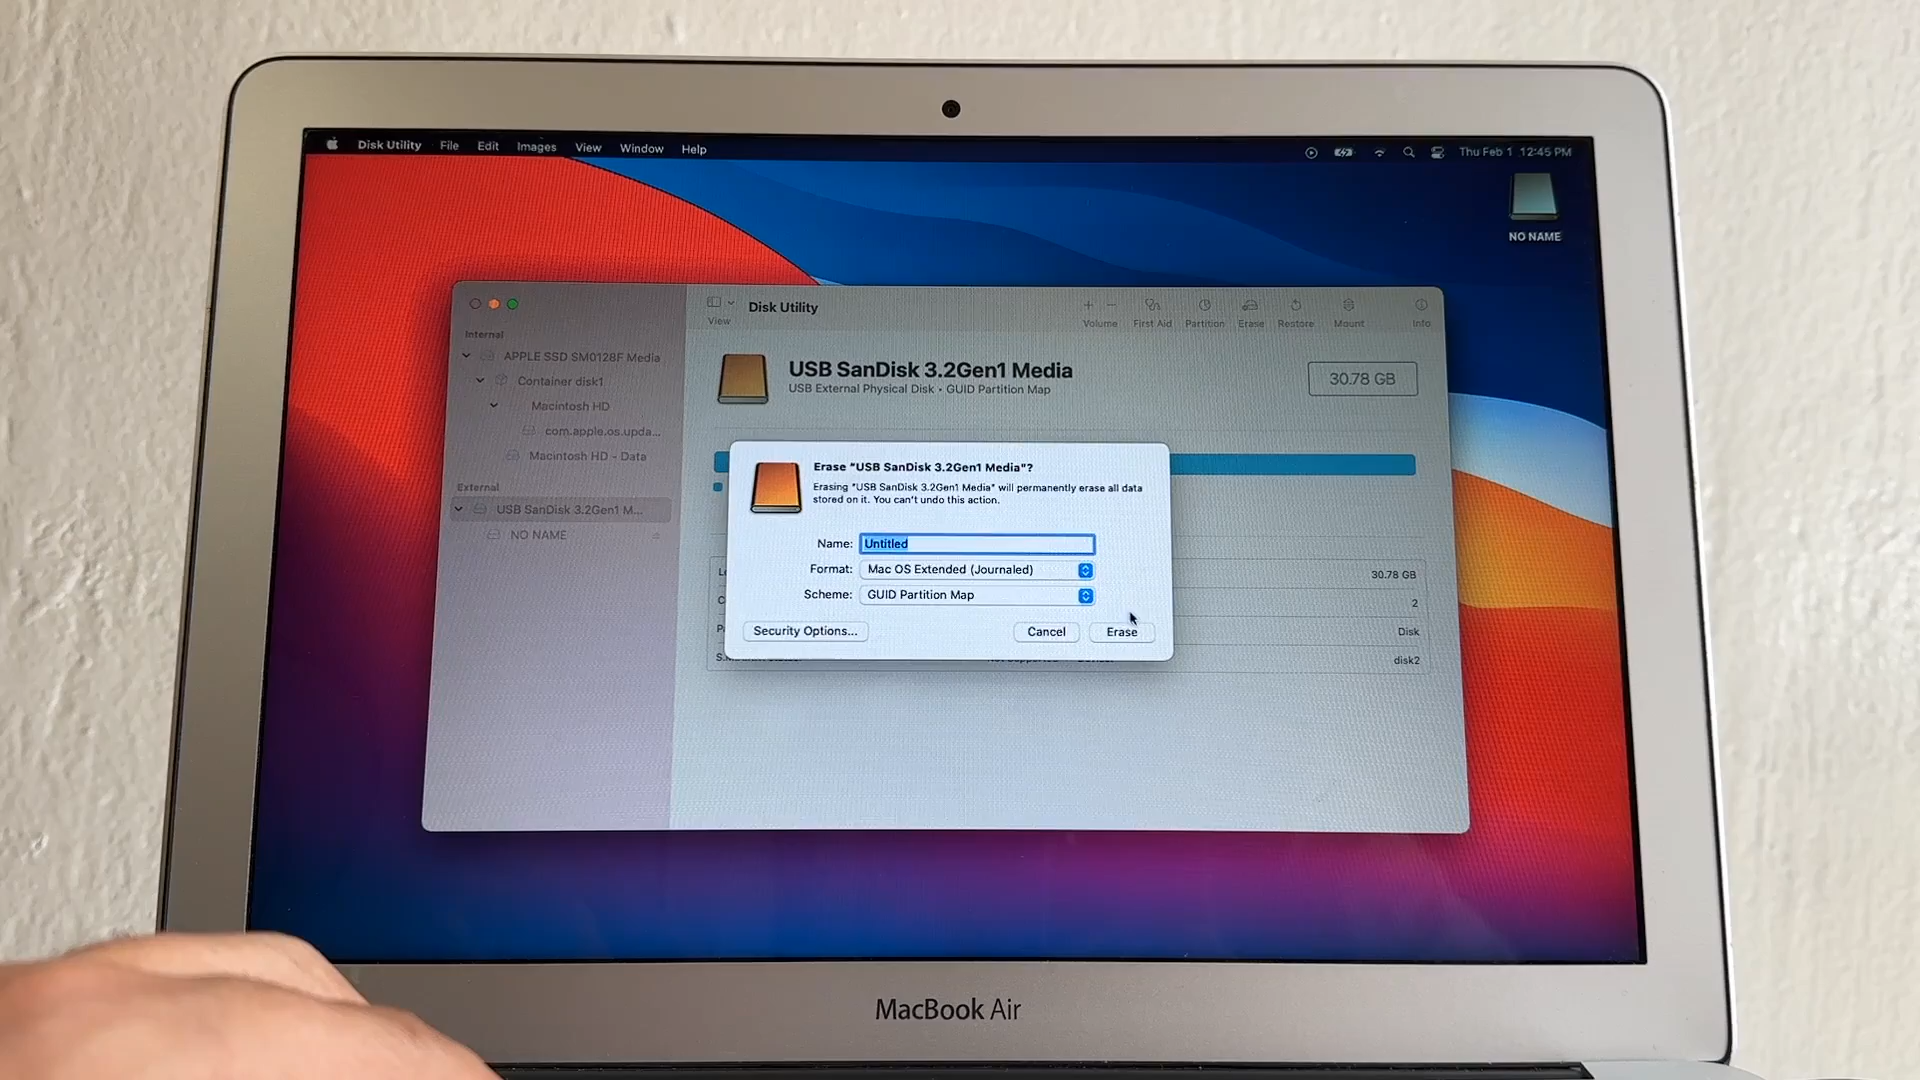 Disk Utility File Edit Images View Window Help
Thu Feb 1 12:45 PM
NO NAME
View
Disk Utility
Volume First Aid Partition Erase Restore Mount Info
Internal
APPLE SSD SM0128F Media
Container disk1
Macintosh HD
com.apple.os.upda...
Macintosh HD - Data
External
USB SanDisk 3.2Gen1 M...
NO NAME
USB SanDisk 3.2Gen1 Media
USB External Physical Disk • GUID Partition Map
30.78 GB
Erase “USB SanDisk 3.2Gen1 Media”?
Erasing “USB SanDisk 3.2Gen1 Media” will permanently erase all data
stored on it. You can't undo this action.
Name: Untitled
Format: Mac OS Extended (Journaled)
Scheme: GUID Partition Map
Security Options... Cancel Erase
30.78 GB
2
Disk
disk2
MacBook Air